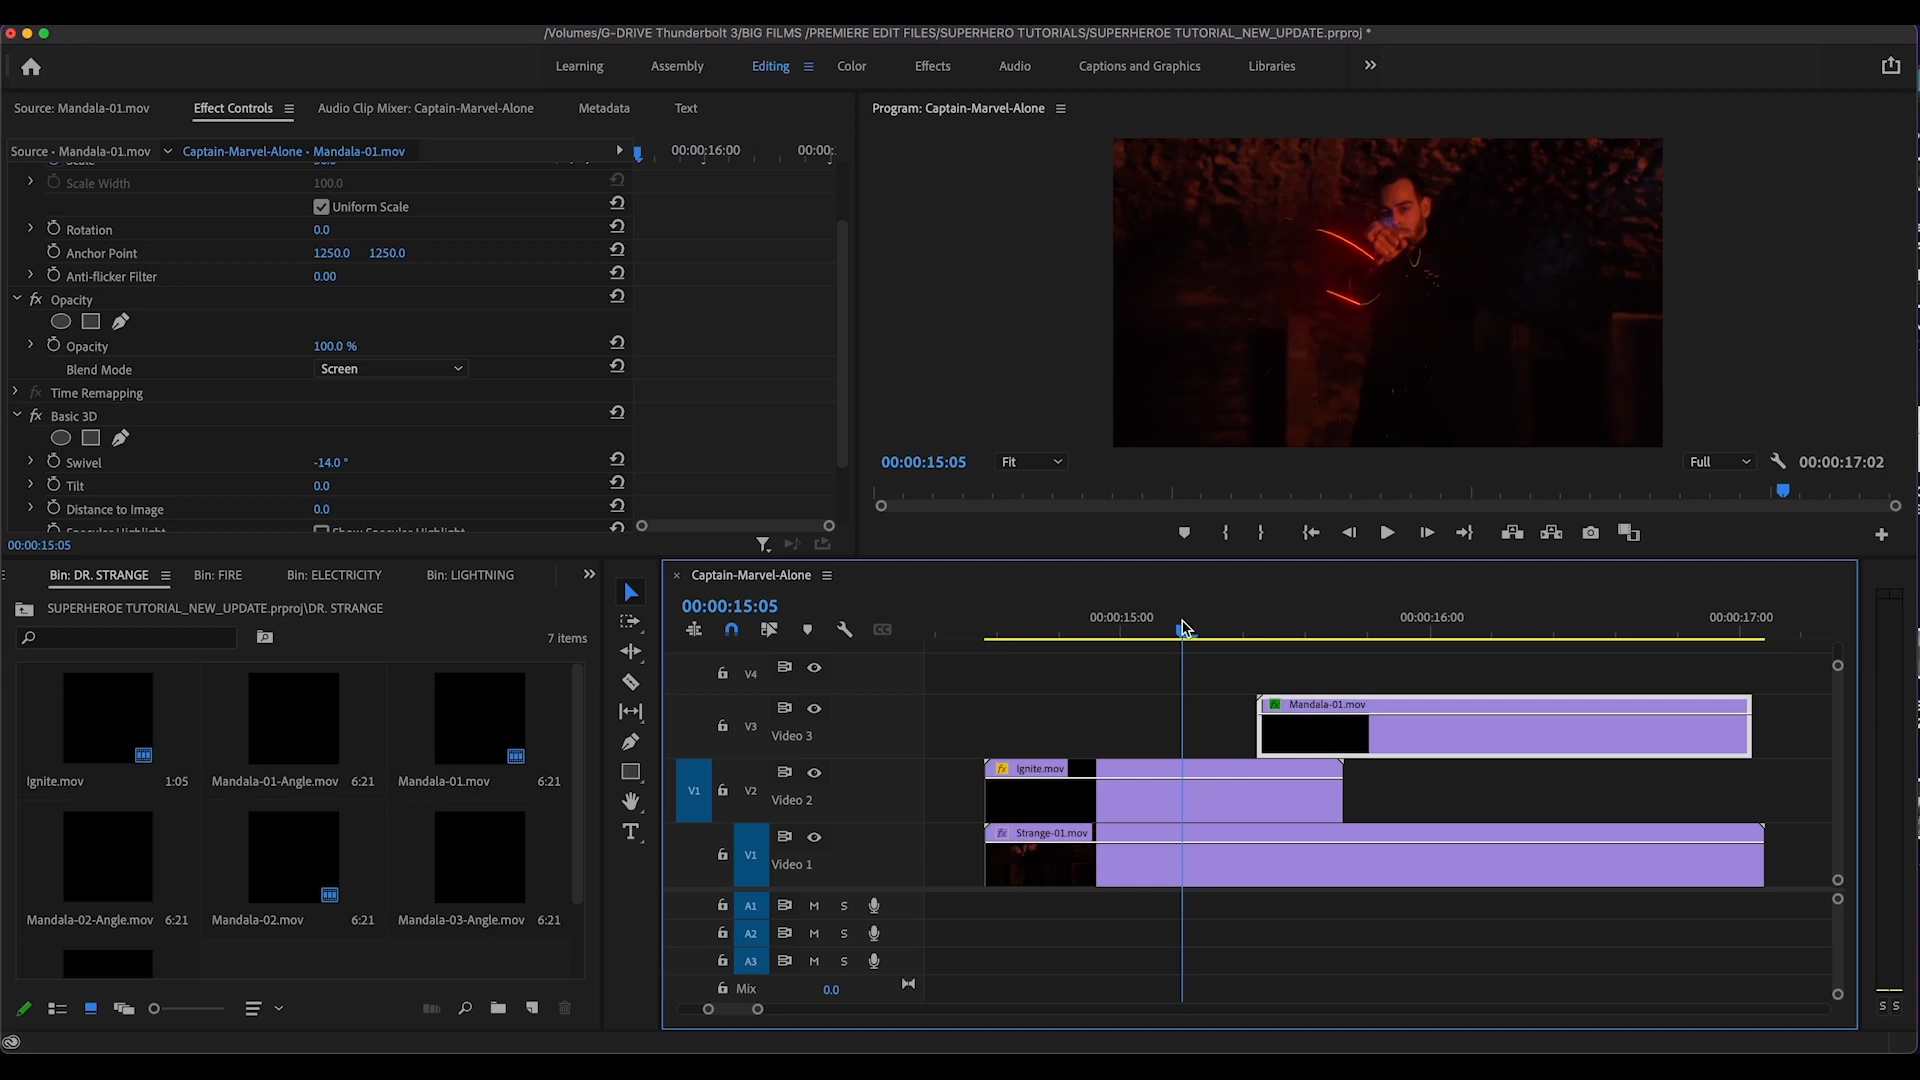 /Volumes/G-DRIVE Thunderbolt 3/BIG FILMS /PREMIERE EDIT FILES/SUPERHERO TUTORIALS/SUPERHEROE TUTORIAL_NEW_UPDATE.prproj *
Learning Assembly Editing Color Effects Audio Captions and Graphics Libraries
Source: Mandala-01.mov Effect Controls Audio Clip Mixer: Captain-Marvel-Alone Metadata Text
Program: Captain-Marvel-Alone
Source • Mandala-01.mov Captain-Marvel-Alone • Mandala-01.mov 00:00:16:00 00:00:
Scale Width 100.0
Uniform Scale
Rotation 0.0
Anchor Point 1250.0 1250.0
Anti-flicker Filter 0.00
fx Opacity
Opacity 100.0 %
Blend Mode Screen
fx Time Remapping
fx Basic 3D
Swivel -14.0 °
Tilt 0.0
Distance to Image 0.0
Specular Highlight Show Specular Highlight
00:00:15:05
00:00:15:05 Fit Full 00:00:17:02
Bin: DR. STRANGE Bin: FIRE Bin: ELECTRICITY Bin: LIGHTNING
SUPERHEROE TUTORIAL_NEW_UPDATE.prproj\DR. STRANGE
7 items
Ignite.mov 1:05 Mandala-01-Angle.mov 6:21 Mandala-01.mov 6:21
Mandala-02-Angle.mov 6:21 Mandala-02.mov 6:21 Mandala-03-Angle.mov 6:21
× Captain-Marvel-Alone
00:00:15:05
00:00:15:00 00:00:16:00 00:00:17:00
CC
V4
V3 Video 3
fx Mandala-01.mov
V1 V2 Video 2
fx Ignite.mov
V1 Video 1
fx Strange-01.mov
A1 M S
A2 M S
A3 M S
Mix 0.0
S S
T